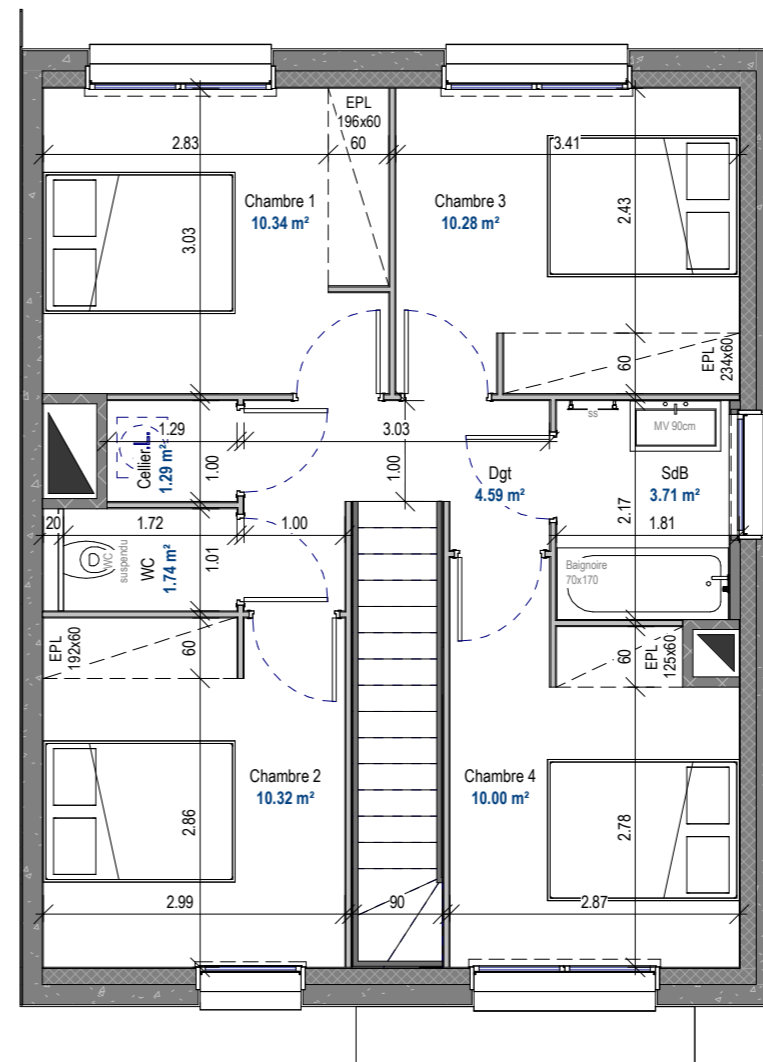 EPL
196x60
2.83
60
3.41
Chambre 1
10.34 m²
Chambre 3
10.28 m²
3.03
2.43
60
EPL
234x60
1.29
3.03
ss
MV 90cm
Cellier
1.29 m²
L
1.00
1.00
Dgt
4.59 m²
SdB
3.71 m²
2.17
1.81
20
1.72
1.00
WC
suspendu
WC
1.74 m²
1.01
Baignoire
70x170
EPL
192x60
60
60
EPL
125x60
Chambre 2
10.32 m²
Chambre 4
10.00 m²
2.86
2.78
2.99
90
2.87